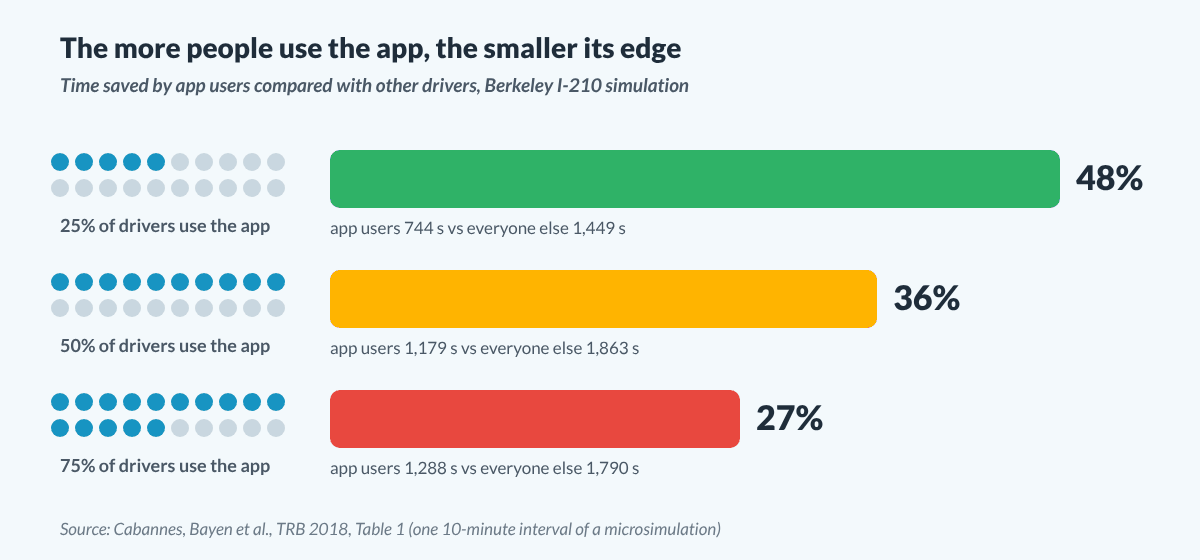 The more people use the app, the smaller its edge
Time saved by app users compared with other drivers, Berkeley I-210 simulation
48%
25% of drivers use the app
app users 744 s vs everyone else 1,449 s
36%
50% of drivers use the app
app users 1,179 s vs everyone else 1,863 s
27%
75% of drivers use the app
app users 1,288 s vs everyone else 1,790 s
Source: Cabannes, Bayen et al., TRB 2018, Table 1 (one 10-minute interval of a microsimulation)